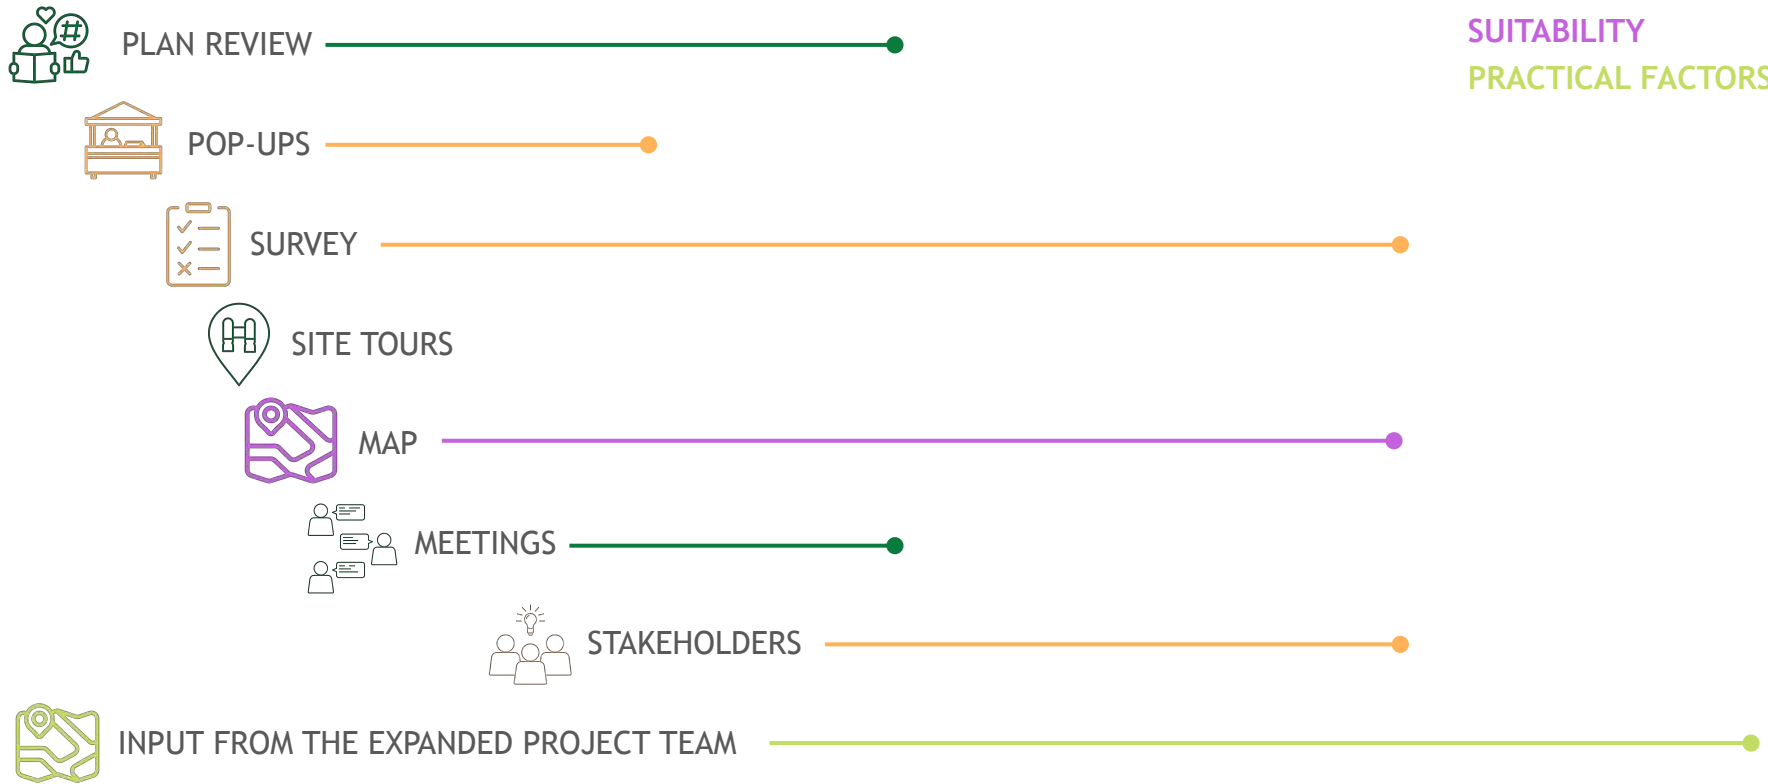 PLAN REVIEW
SUITABILITY
PRACTICAL FACTORS
POP-UPS
SURVEY
SITE TOURS
MAP
MEETINGS
STAKEHOLDERS
INPUT FROM THE EXPANDED PROJECT TEAM